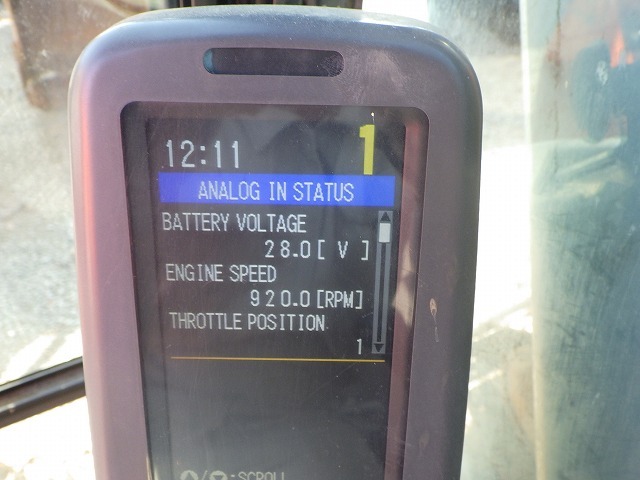 12:11 1
ANALOG IN STATUS
BATTERY VOLTAGE
28.0[ V ]
ENGINE SPEED
920.0[RPM]
THROTTLE POSITION
1
▲/▼:SCROLL